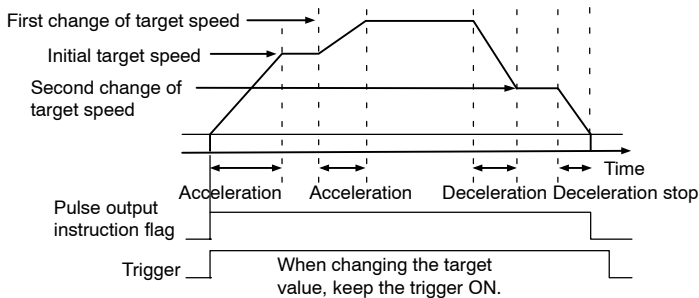 First change of target speed
Initial target speed
Second change of
target speed
Time
Acceleration
Acceleration
Deceleration
Deceleration stop
Pulse output
instruction flag
Trigger
When changing the target
value, keep the trigger ON.